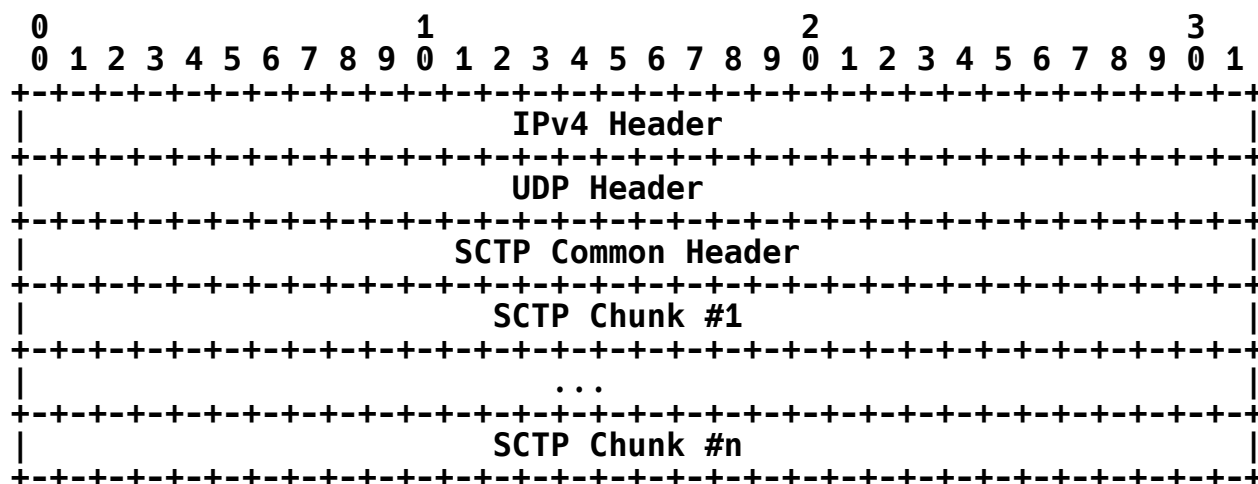 0                   1                   2                   3
 0 1 2 3 4 5 6 7 8 9 0 1 2 3 4 5 6 7 8 9 0 1 2 3 4 5 6 7 8 9 0 1
+-+-+-+-+-+-+-+-+-+-+-+-+-+-+-+-+-+-+-+-+-+-+-+-+-+-+-+-+-+-+-+-+
|                         IPv4 Header                           |
+-+-+-+-+-+-+-+-+-+-+-+-+-+-+-+-+-+-+-+-+-+-+-+-+-+-+-+-+-+-+-+-+
|                         UDP Header                            |
+-+-+-+-+-+-+-+-+-+-+-+-+-+-+-+-+-+-+-+-+-+-+-+-+-+-+-+-+-+-+-+-+
|                      SCTP Common Header                       |
+-+-+-+-+-+-+-+-+-+-+-+-+-+-+-+-+-+-+-+-+-+-+-+-+-+-+-+-+-+-+-+-+
|                        SCTP Chunk #1                          |
+-+-+-+-+-+-+-+-+-+-+-+-+-+-+-+-+-+-+-+-+-+-+-+-+-+-+-+-+-+-+-+-+
|                           ...                                 |
+-+-+-+-+-+-+-+-+-+-+-+-+-+-+-+-+-+-+-+-+-+-+-+-+-+-+-+-+-+-+-+-+
|                        SCTP Chunk #n                          |
+-+-+-+-+-+-+-+-+-+-+-+-+-+-+-+-+-+-+-+-+-+-+-+-+-+-+-+-+-+-+-+-+